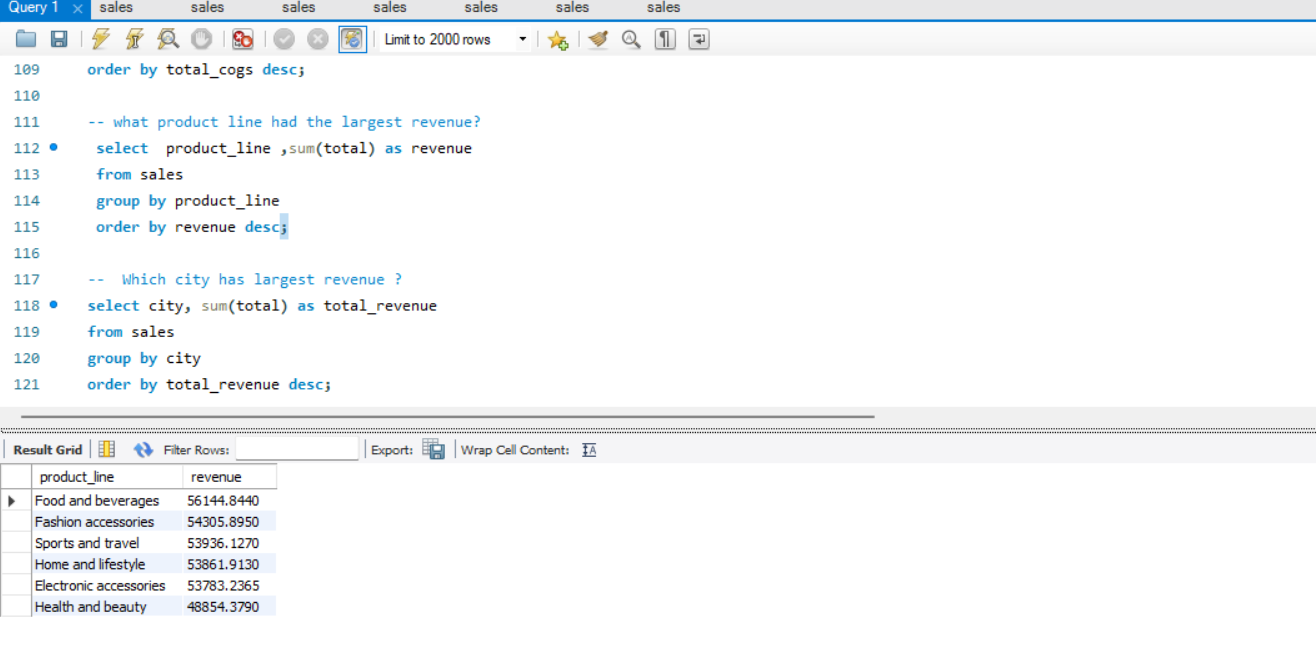 Query 1 sales sales sales sales sales sales sales
Limit to 2000 rows
109 order by total_cogs desc;
110
111 -- what product line had the largest revenue?
112 select  product_line ,sum(total) as revenue
113 from sales
114 group by product_line
115 order by revenue desc;
116
117 --  Which city has largest revenue ?
118 select city, sum(total) as total_revenue
119 from sales
120 group by city
121 order by total_revenue desc;
Result Grid Filter Rows: Export: Wrap Cell Content:
product_line revenue
Food and beverages 56144.8440
Fashion accessories 54305.8950
Sports and travel 53936.1270
Home and lifestyle 53861.9130
Electronic accessories 53783.2365
Health and beauty 48854.3790